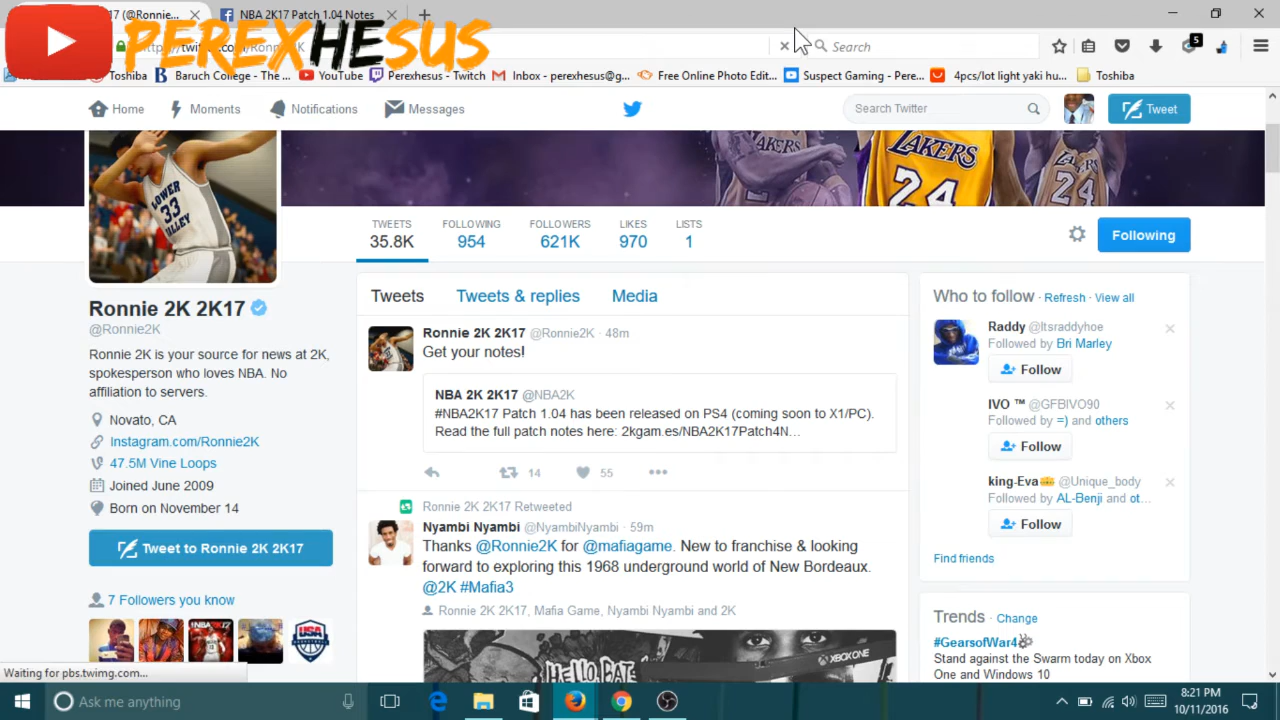 17 (@Ronnie...
NBA 2K17 Patch 1.04 Notes
PEREXHESUS
Search
Toshiba
Baruch College - The ...
YouTube
Perexhesus - Twitch
Inbox - perexhesus@g...
Free Online Photo Edit...
Suspect Gaming - Pere...
4pcs/lot light yaki hu...
Toshiba
5
Home
Moments
Notifications
Messages
Search Twitter
Tweet
LOWER
33
VALLEY
LAKERS
LAKERS
24
TWEETS
35.8K
FOLLOWING
954
FOLLOWERS
621K
LIKES
970
LISTS
1
Following
Ronnie 2K 2K17
@Ronnie2K
Ronnie 2K is your source for news at 2K,
spokesperson who loves NBA. No
affiliation to servers.
Novato, CA
Instagram.com/Ronnie2K
47.5M Vine Loops
Joined June 2009
Born on November 14
Tweet to Ronnie 2K 2K17
7 Followers you know
NBA2K17
USA
Tweets
Tweets & replies
Media
Ronnie 2K 2K17 @Ronnie2K · 48m
Get your notes!
NBA 2K 2K17 @NBA2K
#NBA2K17 Patch 1.04 has been released on PS4 (coming soon to X1/PC).
Read the full patch notes here: 2kgam.es/NBA2K17Patch4N...
14
55
Ronnie 2K 2K17 Retweeted
Nyambi Nyambi @NyambiNyambi · 59m
Thanks @Ronnie2K for @mafiagame. New to franchise & looking
forward to exploring this 1968 underground world of New Bordeaux.
@2K #Mafia3
Ronnie 2K 2K17, Mafia Game, Nyambi Nyambi and 2K
XBOX ONE
Who to follow · Refresh · View all
Raddy @Itsraddyhoe
Followed by Bri Marley
Follow
IVO ™ @GFBIVO90
Followed by =) and others
Follow
king-Eva @Unique_body
Followed by AL-Benji and ot...
Follow
Find friends
Trends · Change
#GearsofWar4
Stand against the Swarm today on Xbox
One and Windows 10
Waiting for pbs.twimg.com...
Ask me anything
8:21 PM
10/11/2016